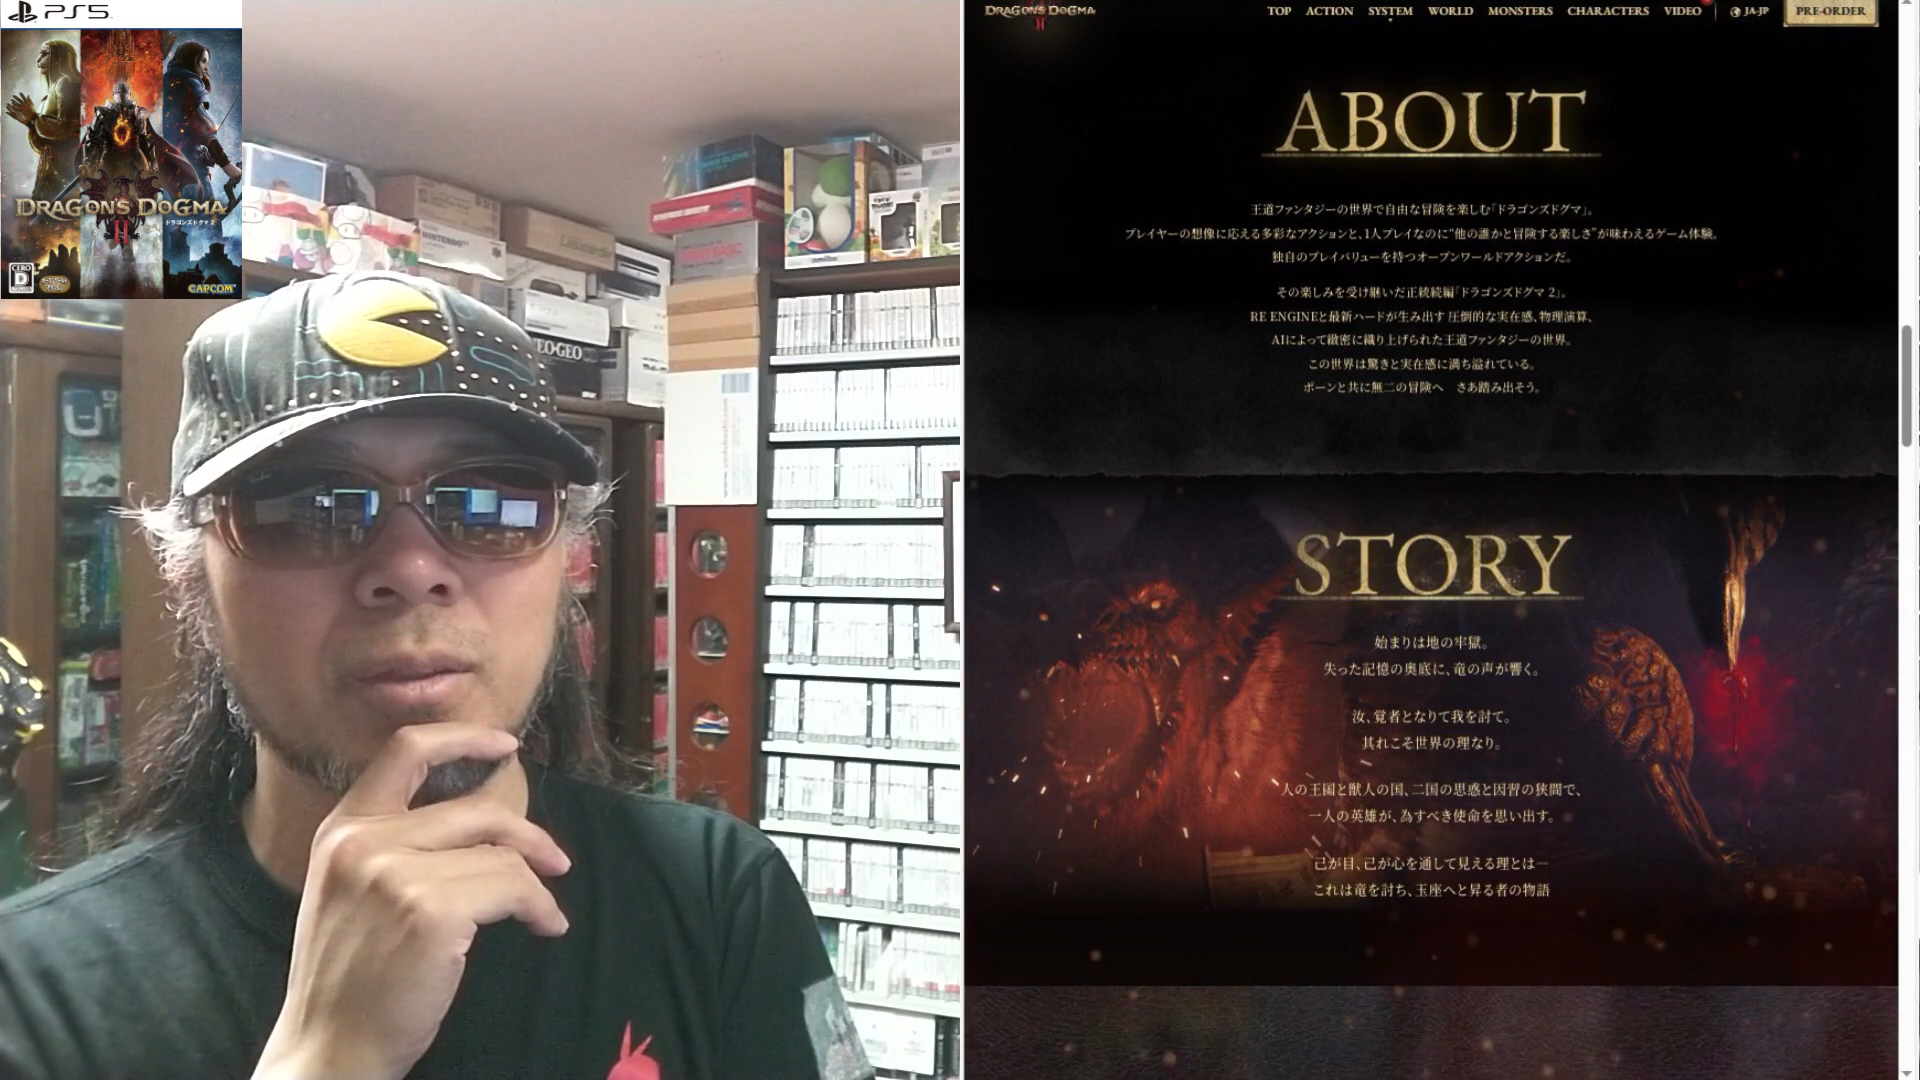 PS5
DRAGON'S DOGMA
II
ドラゴンズドグマ 2
CERO
D
CAPCOM
NINTENDO64
NEO-GEO
DRAGON'S DOGMA
II
TOP ACTION SYSTEM WORLD MONSTERS CHARACTERS VIDEO JA-JP PRE-ORDER
ABOUT
王道ファンタジーの世界で自由な冒険を楽しむ「ドラゴンズドグマ」。
プレイヤーの想像に応える多彩なアクションと、1人プレイなのに“他の誰かと冒険する楽しさ”が味わえるゲーム体験。
独自のプレイバリューを持つオープンワールドアクションだ。
その楽しみを受け継いだ正統続編「ドラゴンズドグマ 2」。
RE ENGINEと最新ハードが生み出す 圧倒的な実在感、物理演算、
AIによって緻密に織り上げられた王道ファンタジーの世界。
この世界は驚きと実在感に満ち溢れている。
ポーンと共に無二の冒険へ さあ踏み出そう。
STORY
始まりは地の牢獄。
失った記憶の奥底に、竜の声が響く。
汝、覚者となりて我を討て。
其れこそ世界の理なり。
人の王国と獣人の国、二国の思惑と因習の狭間で、
一人の英雄が、為すべき使命を思い出す。
己が目、己が心を通して見える理とは—
これは竜を討ち、玉座へと昇る者の物語